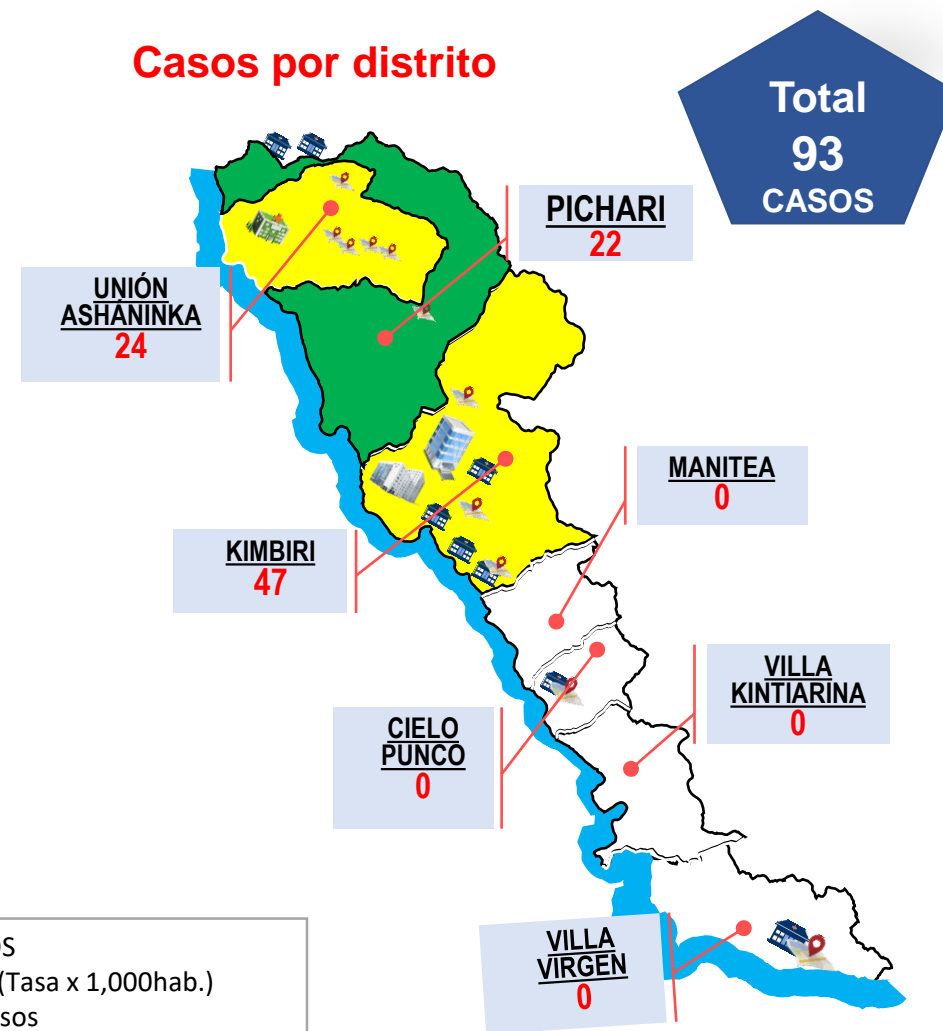 Casos por distrito
Total
93
CASOS
PICHARI
22
UNIÓN
ASHÁNINKA
24
MANITEA
0
KIMBIRI
47
VILLA
KINTIARINA
0
CIELO
PUNCO
0
VILLA
VIRGEN
0
(Tasa x 1,000hab.)